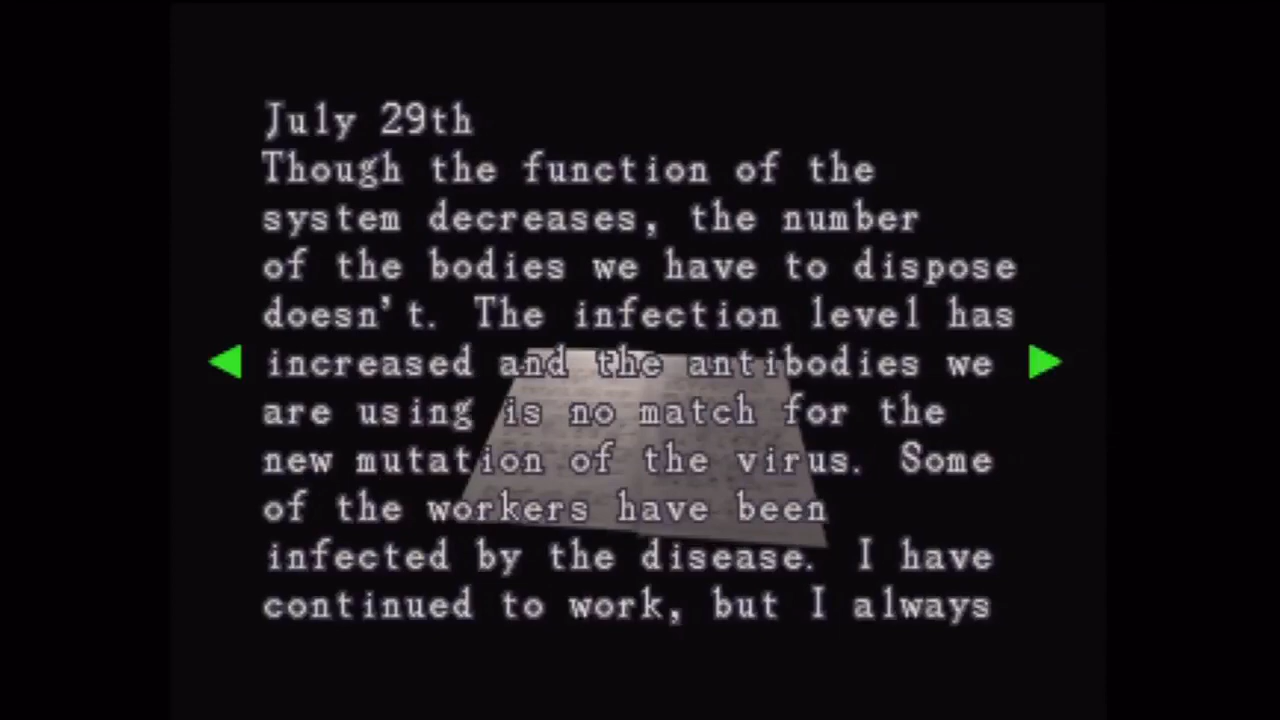 July 29th
Though the function of the
system decreases, the number
of the bodies we have to dispose
doesn't. The infection level has
increased and the antibodies we
are using is no match for the
new mutation of the virus. Some
of the workers have been
infected by the disease. I have
continued to work, but I always